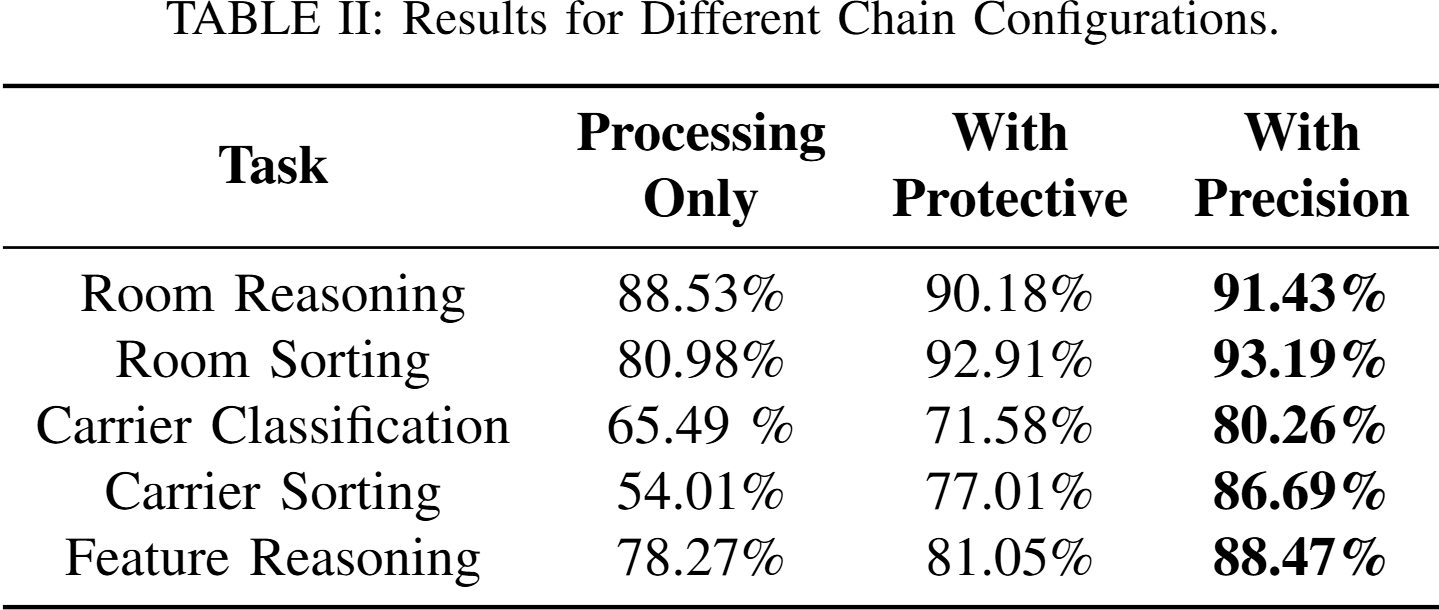 TABLE II: Results for Different Chain Configurations.
Task Processing Only With Protective With Precision
Room Reasoning 88.53% 90.18% 91.43%
Room Sorting 80.98% 92.91% 93.19%
Carrier Classification 65.49 % 71.58% 80.26%
Carrier Sorting 54.01% 77.01% 86.69%
Feature Reasoning 78.27% 81.05% 88.47%